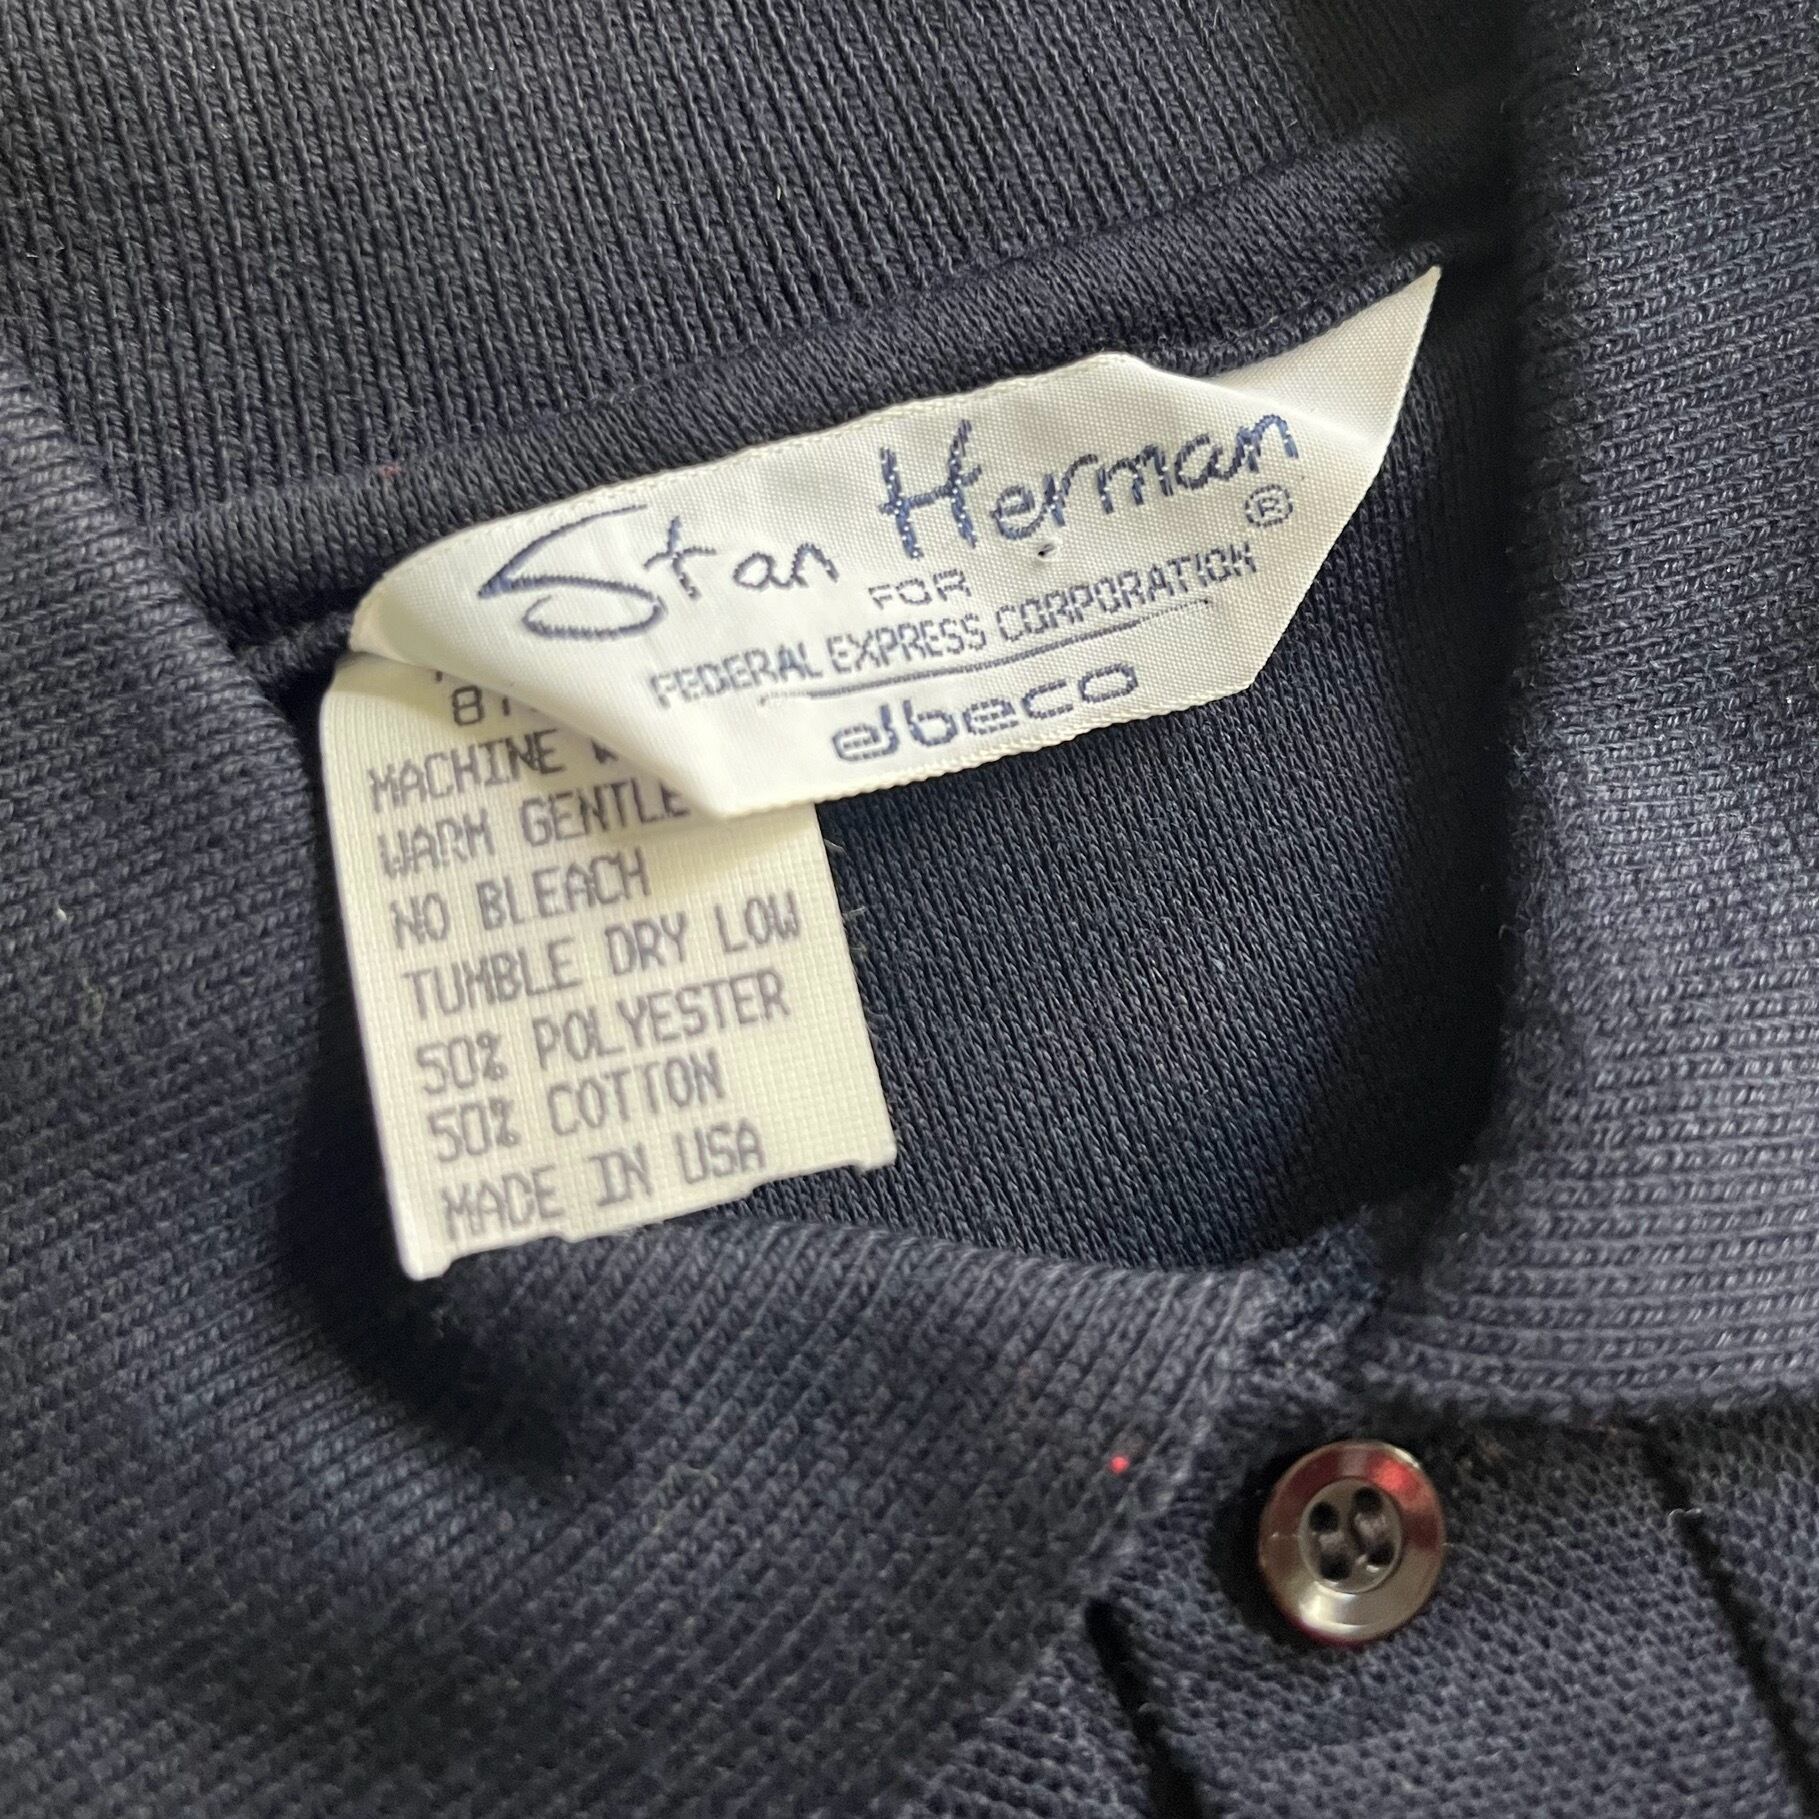 Stan Herman ®
FOR
FEDERAL EXPRESS CORPORATION
elbeco
MACHINE
WARM GENTLE
NO BLEACH
TUMBLE DRY LOW
50% POLYESTER
50% COTTON
MADE IN USA